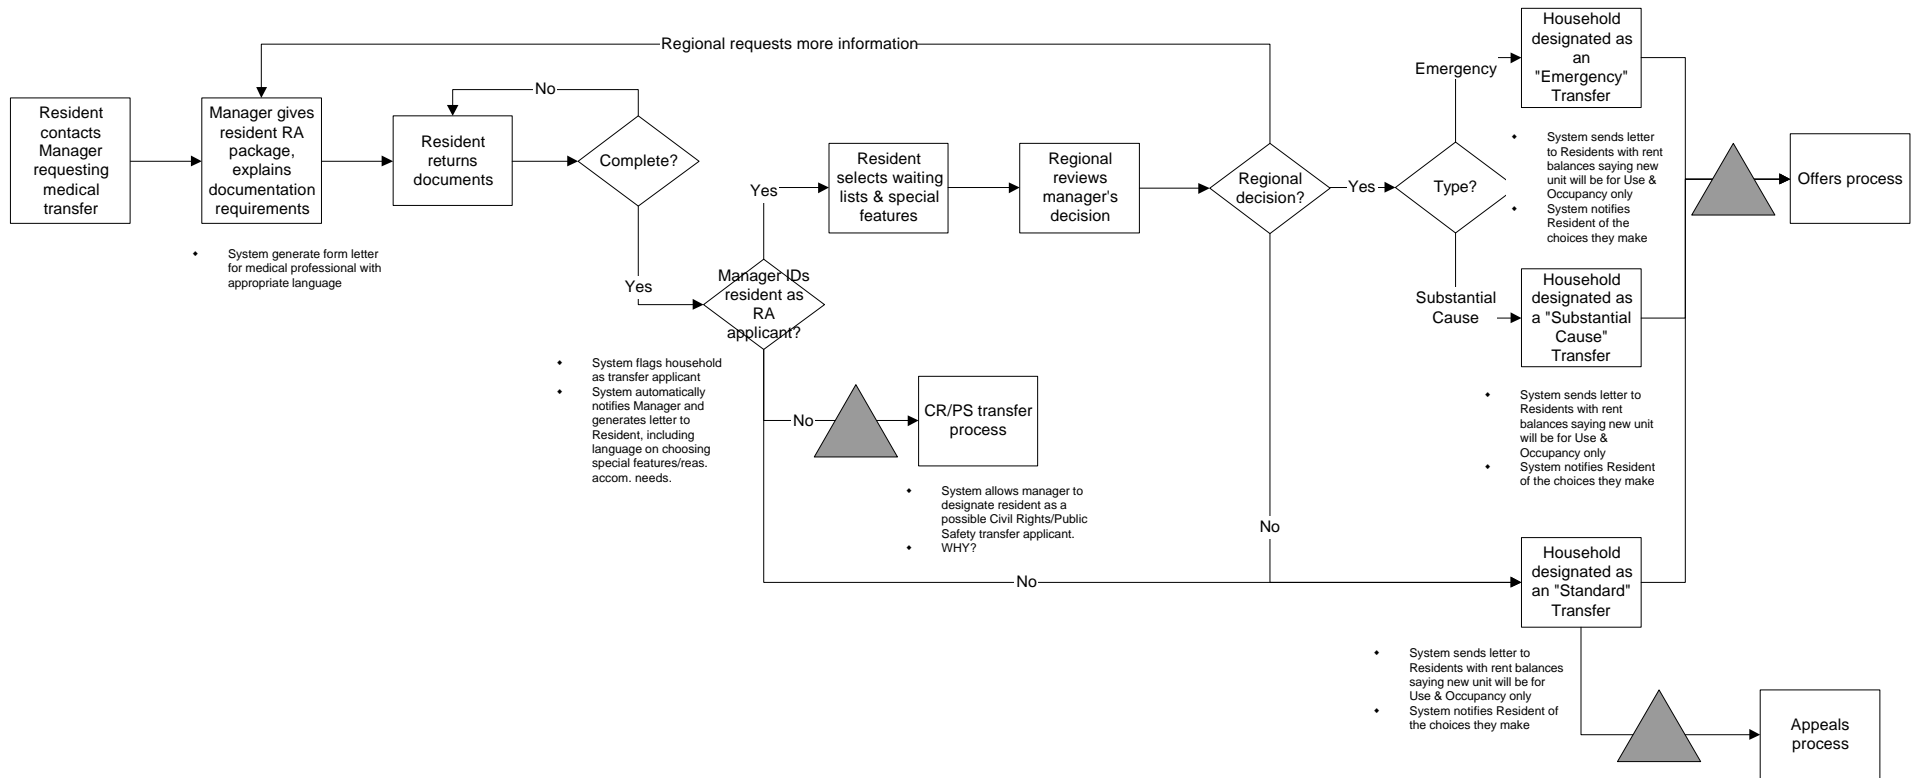 Regional requests more information
Resident
contacts
Manager
requesting
medical
transfer
Manager gives
resident RA
package,
explains
documentation
requirements
System generate form letter
for medical professional with
appropriate language
No
Resident
returns
documents
Complete?
Yes
Manager IDs
resident as
RA
applicant?
System flags household
as transfer applicant
System automatically
notifies Manager and
generates letter to
Resident, including
language on choosing
special features/reas.
accom. needs.
Yes
Resident
selects waiting
lists & special
features
Regional
reviews
manager's
decision
Regional
decision?
Yes
Type?
Emergency
Household
designated as
an
"Emergency"
Transfer
System sends letter
to Residents with rent
balances saying new
unit will be for Use &
Occupancy only
System notifies
Resident of the
choices they make
Offers process
Substantial
Cause
Household
designated as
a "Substantial
Cause"
Transfer
System sends letter to
Residents with rent
balances saying new unit
will be for Use &
Occupancy only
System notifies Resident
of the choices they make
No
CR/PS transfer
process
System allows manager to
designate resident as a
possible Civil Rights/Public
Safety transfer applicant.
WHY?
No
No
Household
designated as
an "Standard"
Transfer
System sends letter to
Residents with rent balances
saying new unit will be for
Use & Occupancy only
System notifies Resident of
the choices they make
Appeals
process